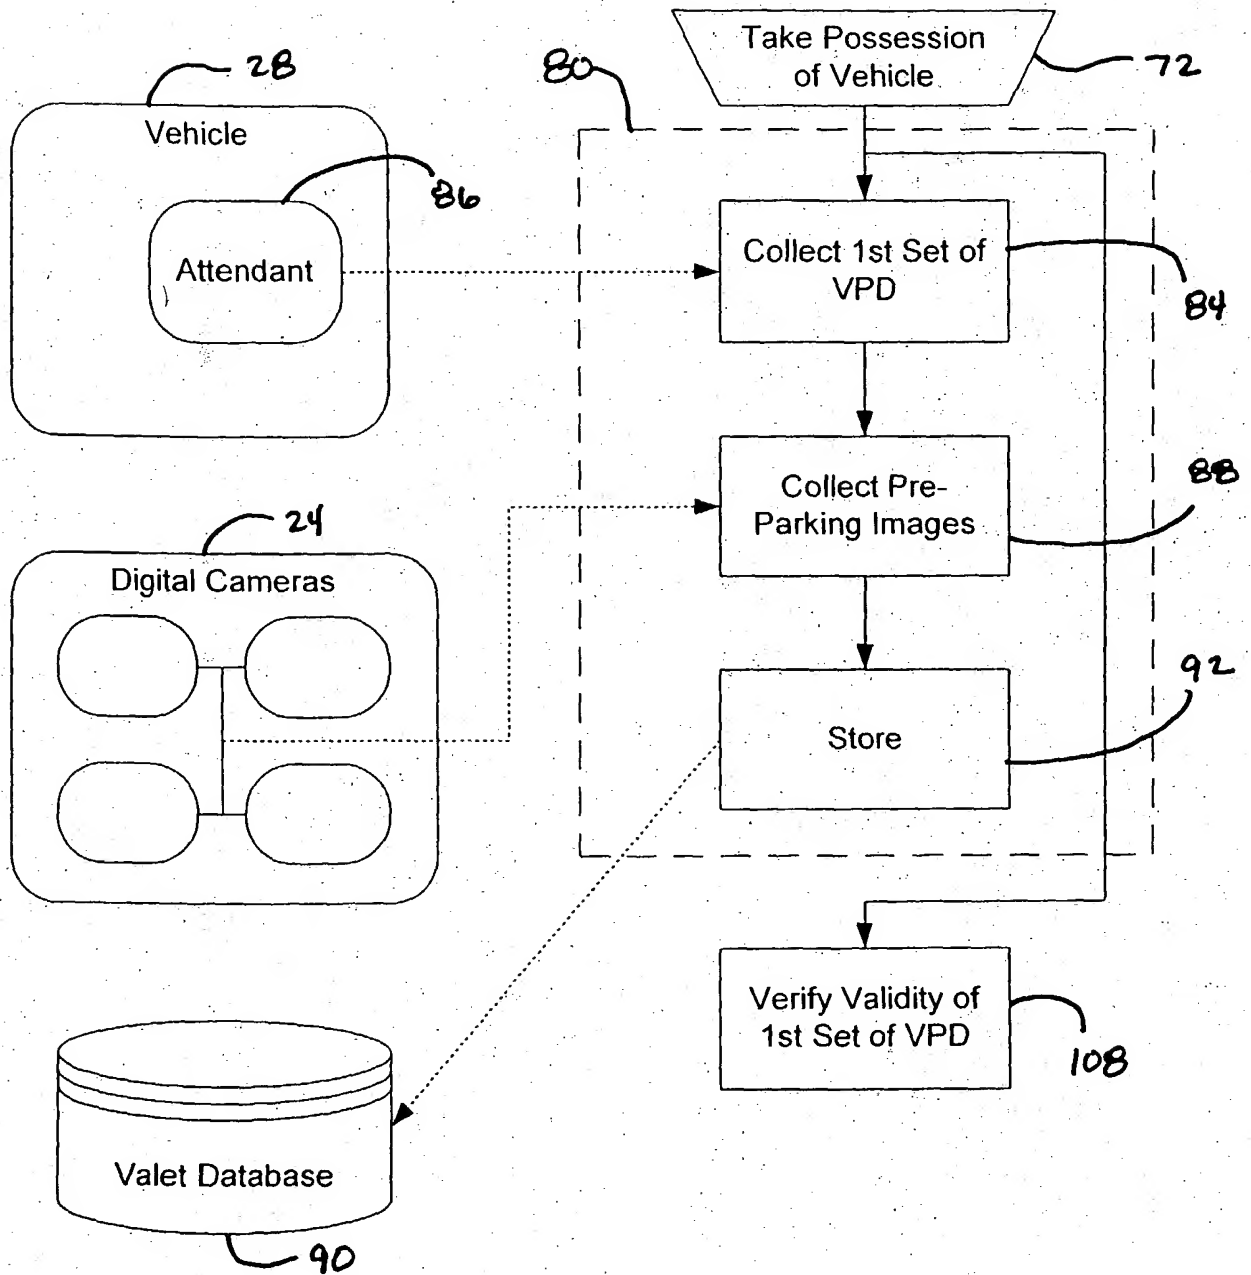 Take Possession
of Vehicle
72
80
28
Vehicle
86
Attendant
Collect 1st Set of
VPD
84
Collect Pre-
Parking Images
88
24
Digital Cameras
Store
92
Verify Validity of
1st Set of VPD
108
Valet Database
90